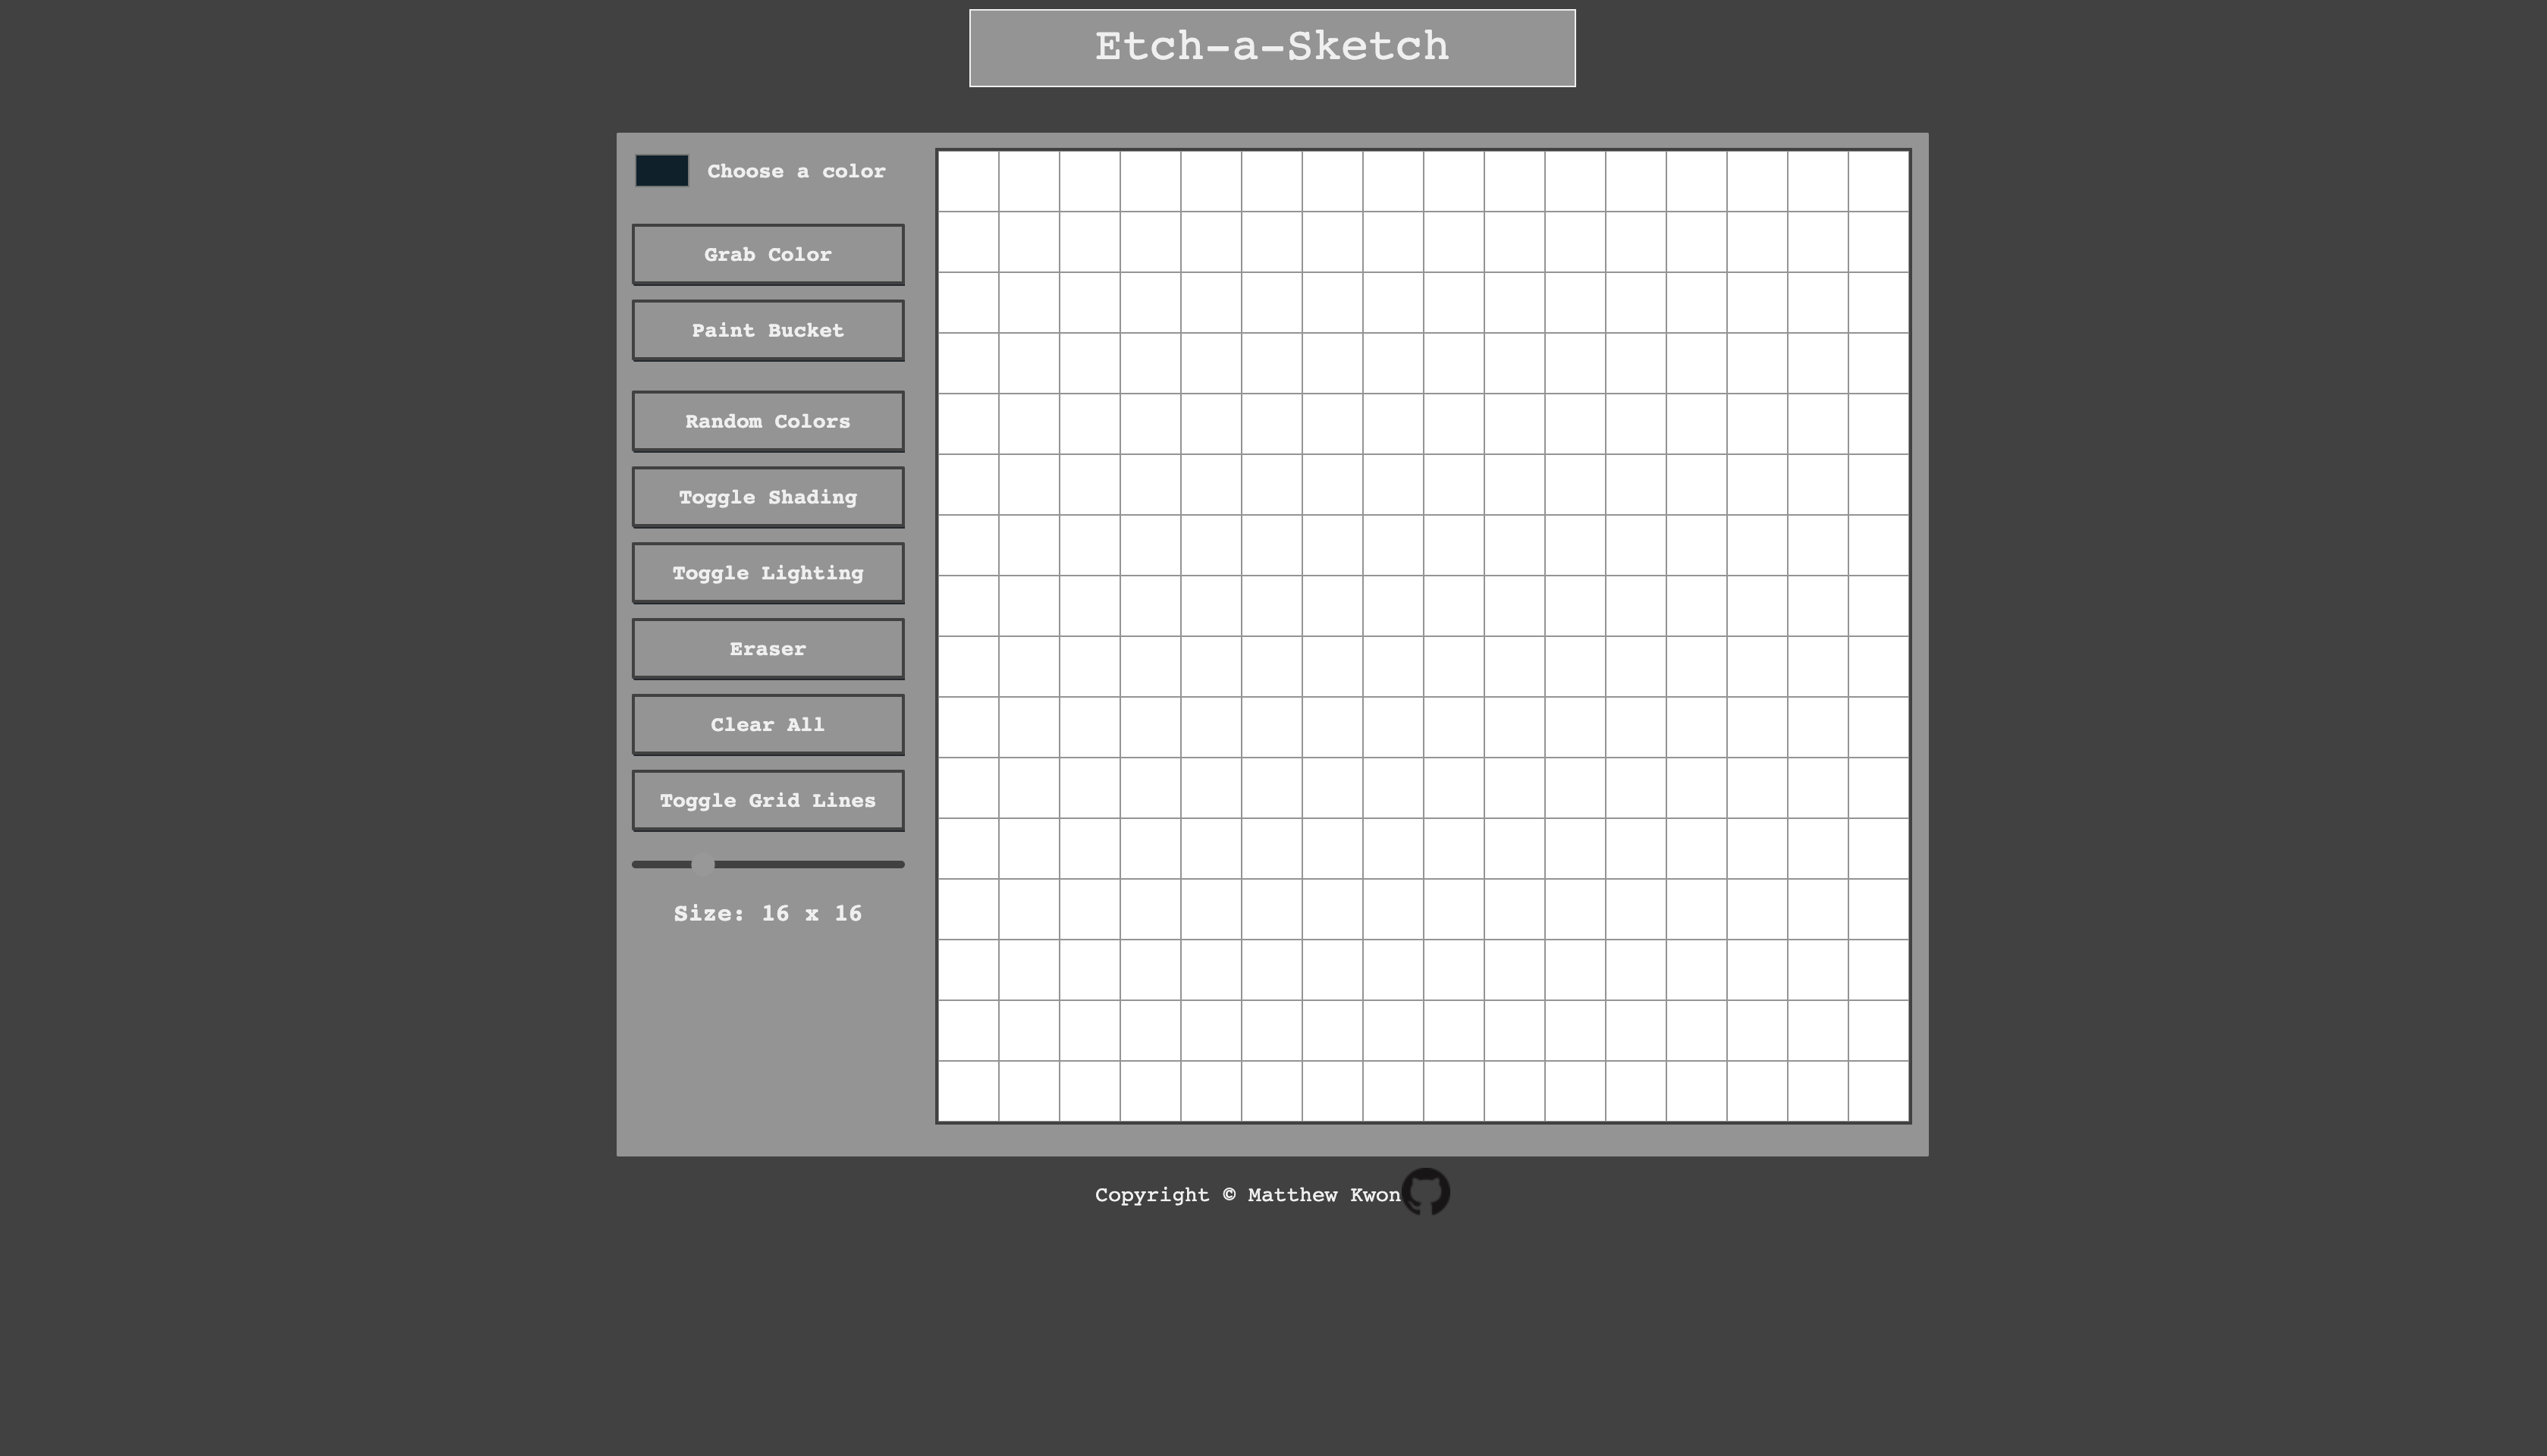 Etch-a-Sketch
Choose a color
Grab Color
Paint Bucket
Random Colors
Toggle Shading
Toggle Lighting
Eraser
Clear All
Toggle Grid Lines
Size: 16 x 16
Copyright © Matthew Kwon